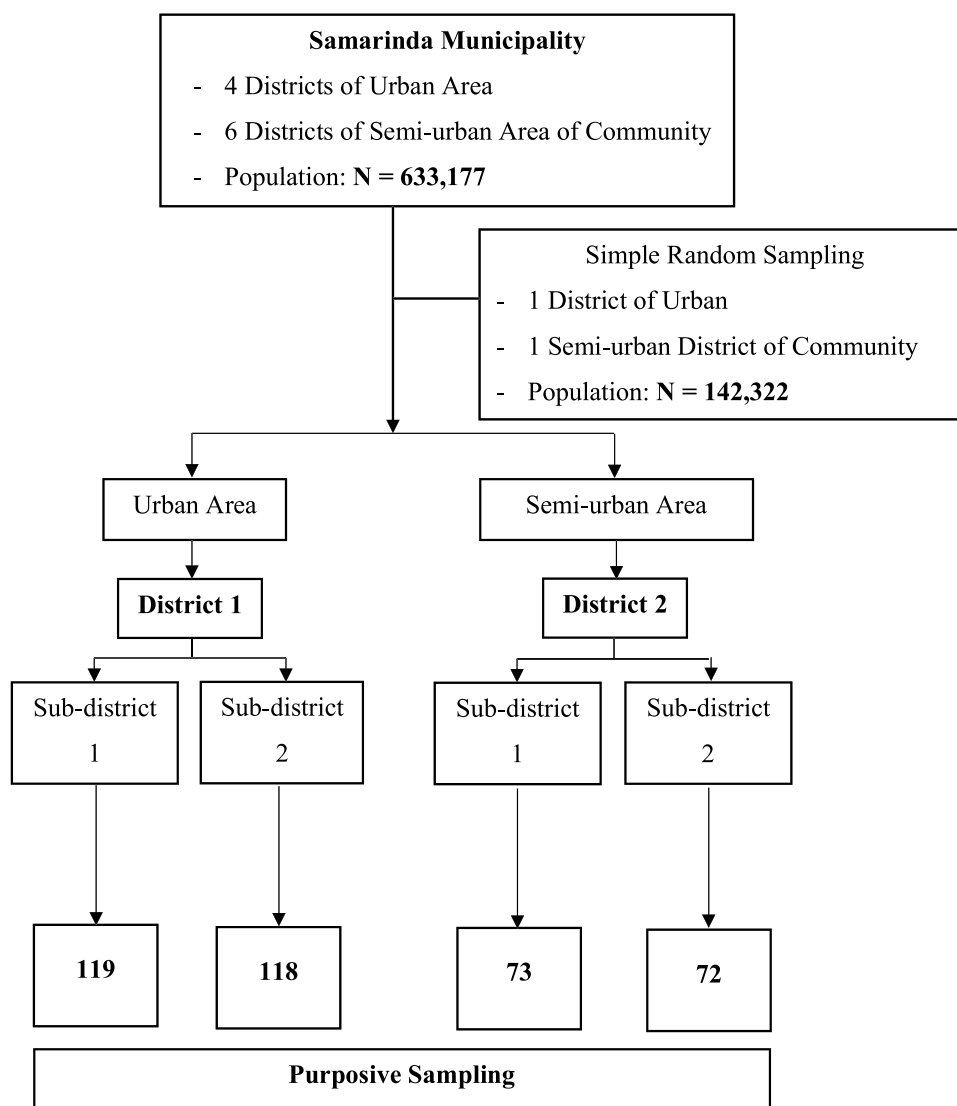 Samarinda Municipality
- 4 Districts of Urban Area
- 6 Districts of Semi-urban Area of Community
- Population: N = 633,177
Simple Random Sampling
- 1 District of Urban
- 1 Semi-urban District of Community
- Population: N = 142,322
Urban Area
Semi-urban Area
District 1
District 2
Sub-district
1
Sub-district
2
Sub-district
1
Sub-district
2
119
118
73
72
Purposive Sampling